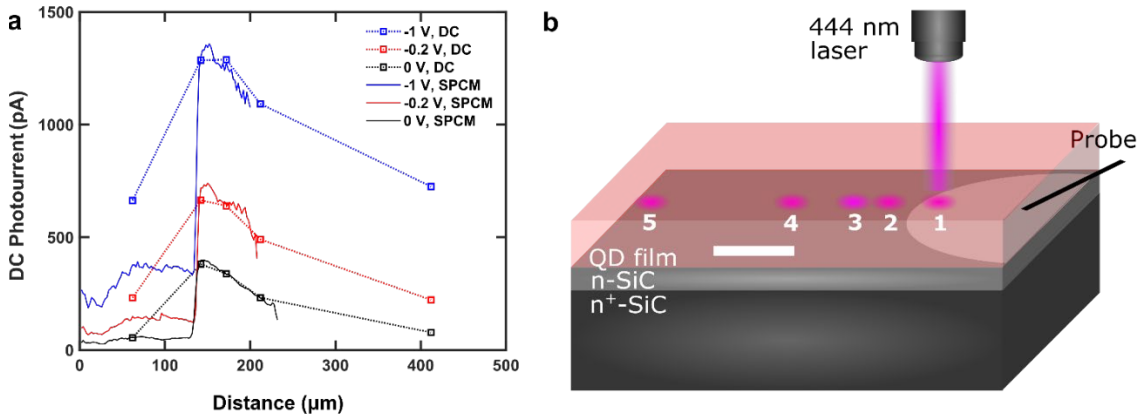 a
1500
1000
500
0
0
100
200
300
400
500
DC Photourrent (pA)
Distance (µm)
-1 V, DC
-0.2 V, DC
0 V, DC
-1 V, SPCM
-0.2 V, SPCM
0 V, SPCM
b
444 nm
laser
Probe
5
4
3
2
1
QD film
n-SiC
n⁺-SiC